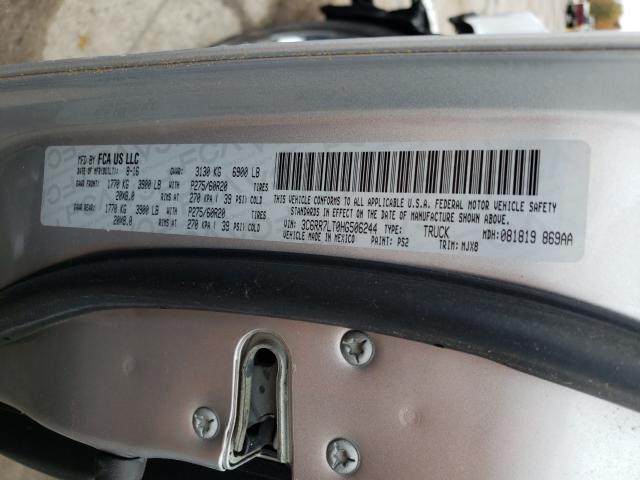 MFD BY FCA US LLC
DATE OF MFR/BUILT: 8-16 GVWR: 3130 KG 6900 LB
GAWR FRONT: 1770 KG 3900 LB WITH P275/60R20 TIRES
20X8.0 RIMS AT 270 KPA ( 39 PSI) COLD
GAWR REAR: 1770 KG 3900 LB WITH P275/60R20 TIRES
20X8.0 RIMS AT 270 KPA ( 39 PSI) COLD
THIS VEHICLE CONFORMS TO ALL APPLICABLE U.S.A. FEDERAL MOTOR VEHICLE SAFETY
STANDARDS IN EFFECT ON THE DATE OF MANUFACTURE SHOWN ABOVE.
VIN: 3C6RR7LT0HG506244 TYPE: TRUCK MDH: 081819 869AA
VEHICLE MADE IN MEXICO PAINT: PS2 TRIM: MJX8